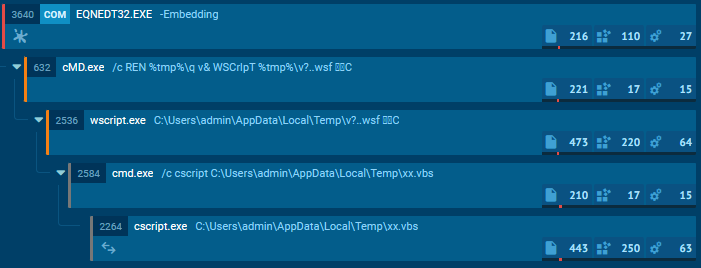 3640 COM EQNEDT32.EXE -Embedding
216 110 27
632 cMD.exe /c REN %tmp%\q v& WSCrIpT %tmp%\v?..wsf ▯▯C
221 17 15
2536 wscript.exe C:\Users\admin\AppData\Local\Temp\v?..wsf ▯▯C
473 220 64
2584 cmd.exe /c cscript C:\Users\admin\AppData\Local\Temp\xx.vbs
210 17 15
2264 cscript.exe C:\Users\admin\AppData\Local\Temp\xx.vbs
443 250 63